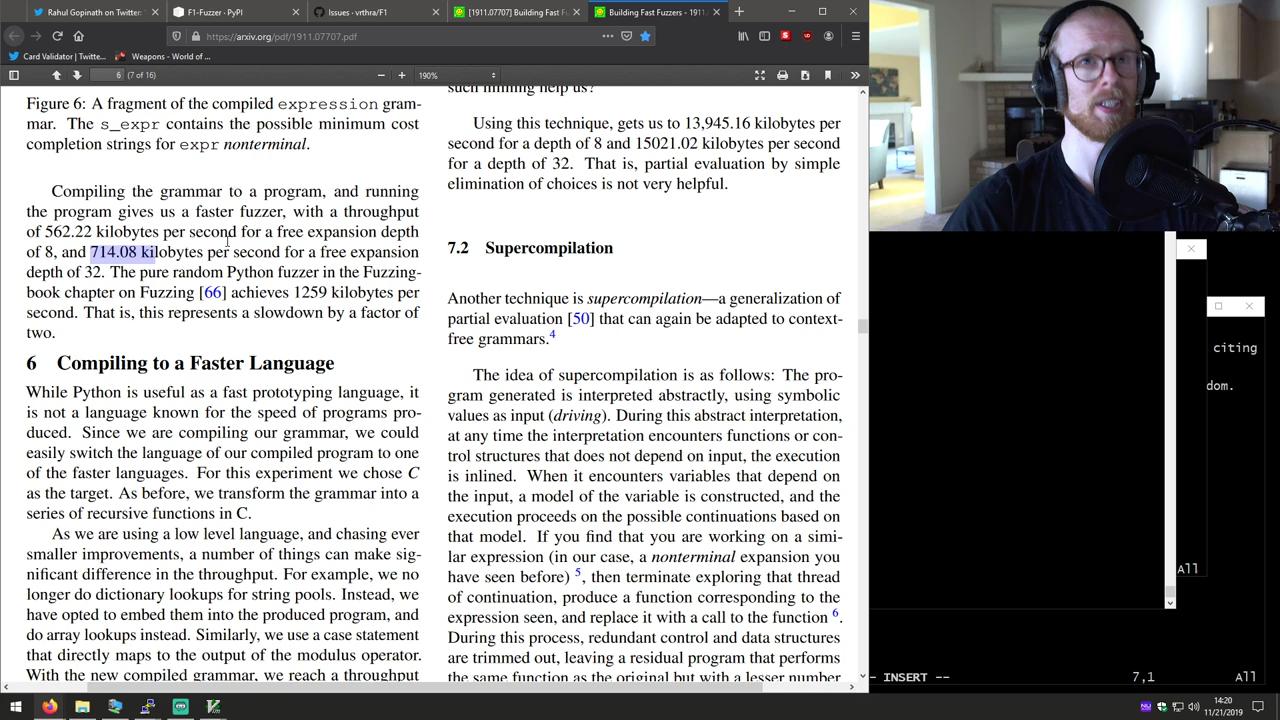 Rahul Gopinath on Twitter:
F1-Fuzzer · PyPI
Issues · vrthra/F1
[1911.07707] Building Fast Fu
Building Fast Fuzzers - 1911.
https://arxiv.org/pdf/1911.07707.pdf
Card Validator | Twitte...
Weapons - World of ...
6
(7 of 16)
190%
Figure 6: A fragment of the compiled expression gram-
mar. The s_expr contains the possible minimum cost
completion strings for expr nonterminal.
Compiling the grammar to a program, and running
the program gives us a faster fuzzer, with a throughput
of 562.22 kilobytes per second for a free expansion depth
of 8, and 714.08 kilobytes per second for a free expansion
depth of 32. The pure random Python fuzzer in the Fuzzing-
book chapter on Fuzzing [66] achieves 1259 kilobytes per
second. That is, this represents a slowdown by a factor of
two.
6 Compiling to a Faster Language
While Python is useful as a fast prototyping language, it
is not a language known for the speed of programs pro-
duced. Since we are compiling our grammar, we could
easily switch the language of our compiled program to one
of the faster languages. For this experiment we chose C
as the target. As before, we transform the grammar into a
series of recursive functions in C.
As we are using a low level language, and chasing ever
smaller improvements, a number of things can make sig-
nificant difference in the throughput. For example, we no
longer do dictionary lookups for string pools. Instead, we
have opted to embed them into the produced program, and
do array lookups instead. Similarly, we use a case statement
that directly maps to the output of the modulus operator.
With the new compiled grammar, we reach a throughput
such mining help us?
Using this technique, gets us to 13,945.16 kilobytes per
second for a depth of 8 and 15021.02 kilobytes per second
for a depth of 32. That is, partial evaluation by simple
elimination of choices is not very helpful.
7.2 Supercompilation
Another technique is supercompilation—a generalization of
partial evaluation [50] that can again be adapted to context-
free grammars.4
The idea of supercompilation is as follows: The pro-
gram generated is interpreted abstractly, using symbolic
values as input (driving). During this abstract interpretation,
at any time the interpretation encounters functions or con-
trol structures that does not depend on input, the execution
is inlined. When it encounters variables that depend on
the input, a model of the variable is constructed, and the
execution proceeds on the possible continuations based on
that model. If you find that you are working on a simi-
lar expression (in our case, a nonterminal expansion you
have seen before) 5, then terminate exploring that thread
of continuation, produce a function corresponding to the
expression seen, and replace it with a call to the function 6.
During this process, redundant control and data structures
are trimmed out, leaving a residual program that performs
the same function as the original but with a lesser number
citing
dom.
All
- INSERT --
7,1
All
14:20
11/21/2019